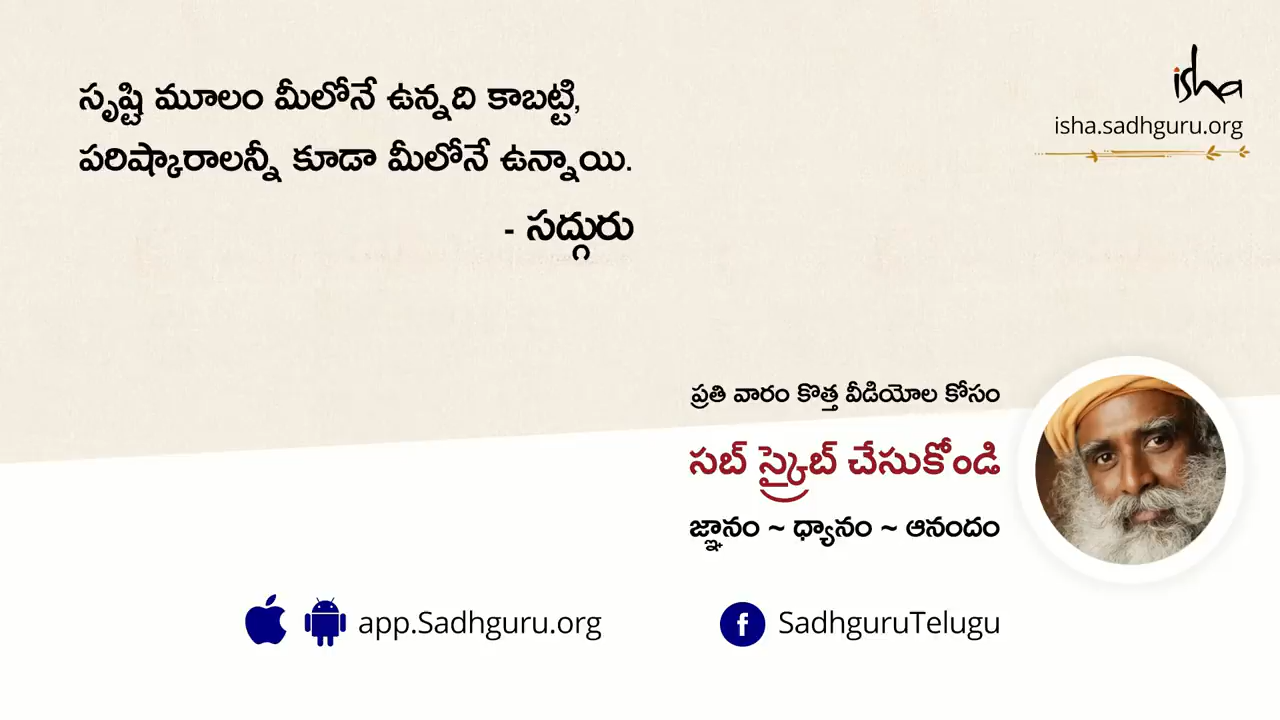 సృష్టి మూలం మీలోనే ఉన్నది కాబట్టి,
పరిష్కారాలన్నీ కూడా మీలోనే ఉన్నాయి.
- సద్గురు
isha
isha.sadhguru.org
ప్రతి వారం కొత్త వీడియోల కోసం
సబ్ స్క్రైబ్ చేసుకోండి
జ్ఞానం ~ ధ్యానం ~ ఆనందం
app.Sadhguru.org
f SadhguruTelugu